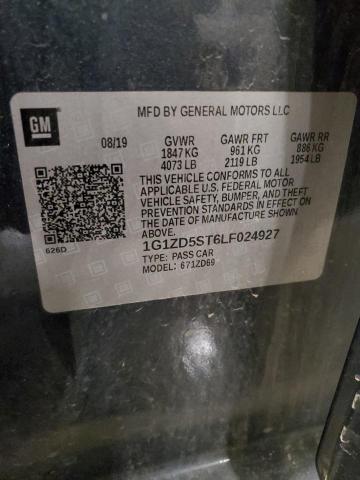 GM
MFD BY GENERAL MOTORS LLC
08/19 GVWR GAWR FRT GAWR RR
1847 KG 961 KG 886 KG
4073 LB 2119 LB 1954 LB
THIS VEHICLE CONFORMS TO ALL
APPLICABLE U.S. FEDERAL MOTOR
VEHICLE SAFETY, BUMPER, AND THEFT
PREVENTION STANDARDS IN EFFECT ON
THE DATE OF MANUFACTURE SHOWN
ABOVE.
626D
1G1ZD5ST6LF024927
TYPE: PASS CAR
MODEL: 671ZD69